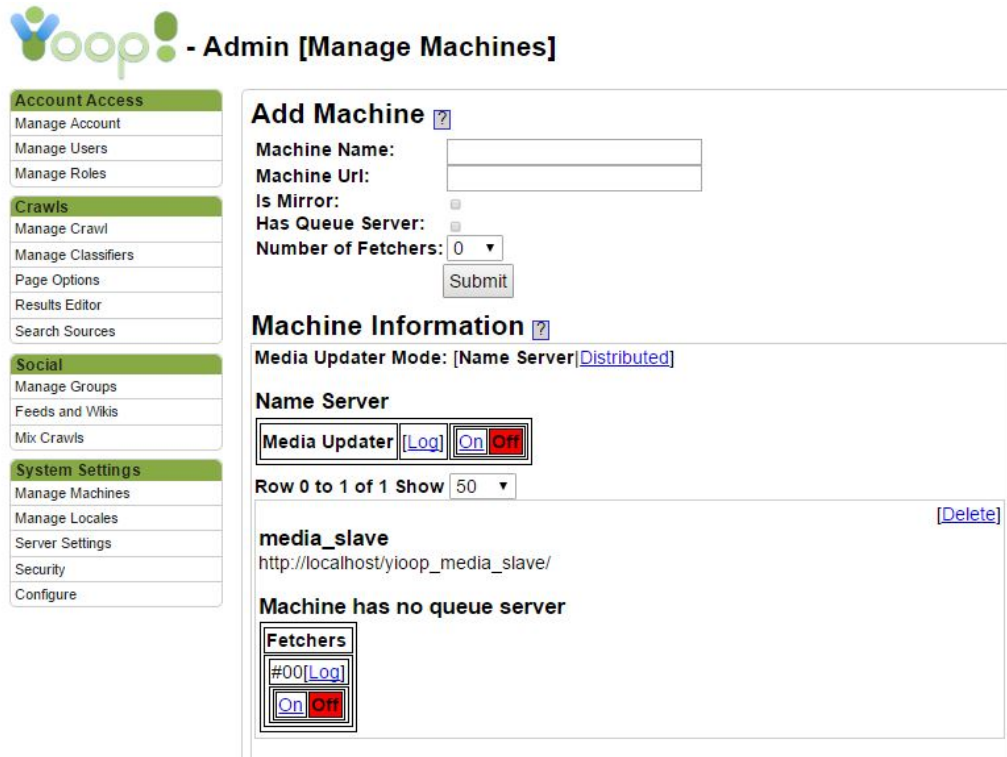 Yoop! - Admin [Manage Machines]
Account Access
Manage Account
Manage Users
Manage Roles
Crawls
Manage Crawl
Manage Classifiers
Page Options
Results Editor
Search Sources
Social
Manage Groups
Feeds and Wikis
Mix Crawls
System Settings
Manage Machines
Manage Locales
Server Settings
Security
Configure
Add Machine [?]
Machine Name:
Machine Url:
Is Mirror:
Has Queue Server:
Number of Fetchers: 0
Submit
Machine Information [?]
Media Updater Mode: [Name Server|Distributed]
Name Server
Media Updater [Log] On Off
Row 0 to 1 of 1 Show 50
[Delete]
media_slave
http://localhost/yioop_media_slave/
Machine has no queue server
Fetchers
#00[Log]
On Off